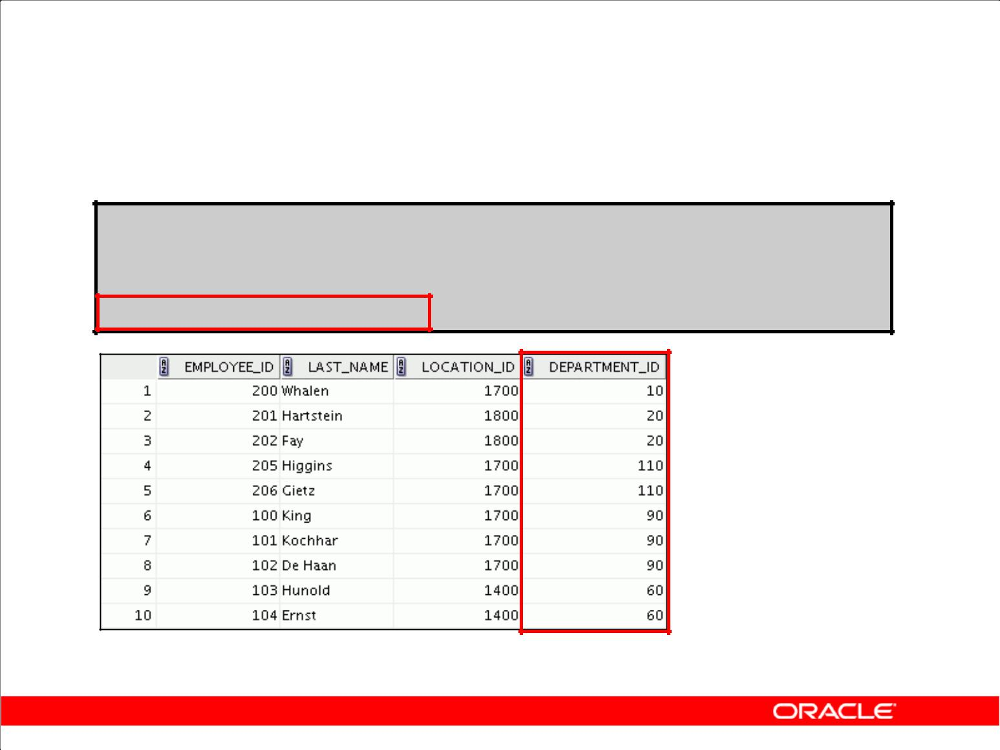 EMPLOYEE_ID LAST_NAME LOCATION_ID DEPARTMENT_ID
1 200 Whalen 1700 10
2 201 Hartstein 1800 20
3 202 Fay 1800 20
4 205 Higgins 1700 110
5 206 Gietz 1700 110
6 100 King 1700 90
7 101 Kochhar 1700 90
8 102 De Haan 1700 90
9 103 Hunold 1400 60
10 104 Ernst 1400 60
ORACLE